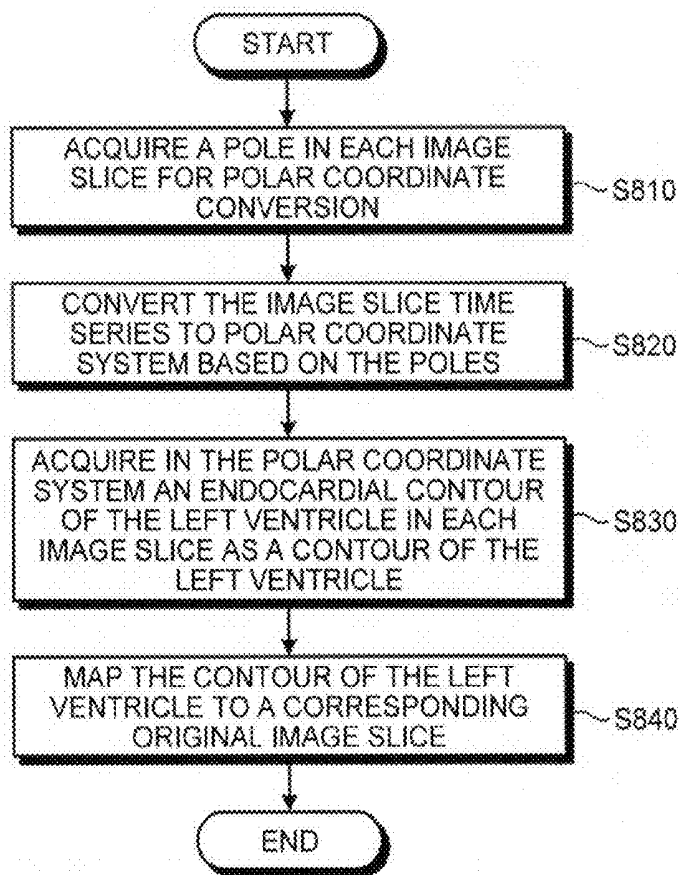 START
ACQUIRE A POLE IN EACH IMAGE
SLICE FOR POLAR COORDINATE
CONVERSION
S810
CONVERT THE IMAGE SLICE TIME
SERIES TO POLAR COORDINATE
SYSTEM BASED ON THE POLES
S820
ACQUIRE IN THE POLAR COORDINATE
SYSTEM AN ENDOCARDIAL CONTOUR
OF THE LEFT VENTRICLE IN EACH
IMAGE SLICE AS A CONTOUR OF THE
LEFT VENTRICLE
S830
MAP THE CONTOUR OF THE LEFT
VENTRICLE TO A CORRESPONDING
ORIGINAL IMAGE SLICE
S840
END